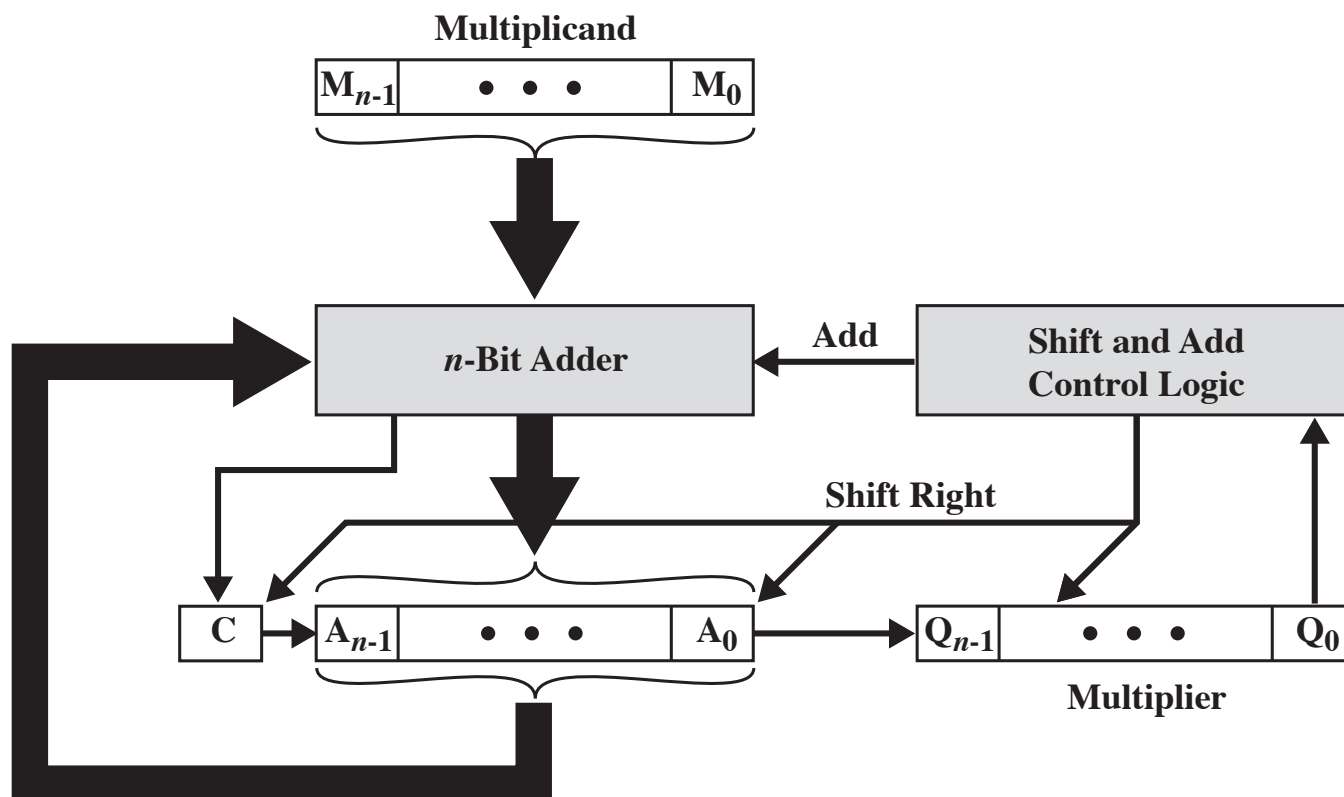 Multiplicand
Mn-1 • • • M0
n-Bit Adder
Add
Shift and Add
Control Logic
Shift Right
C
An-1 • • • A0
Qn-1 • • • Q0
Multiplier